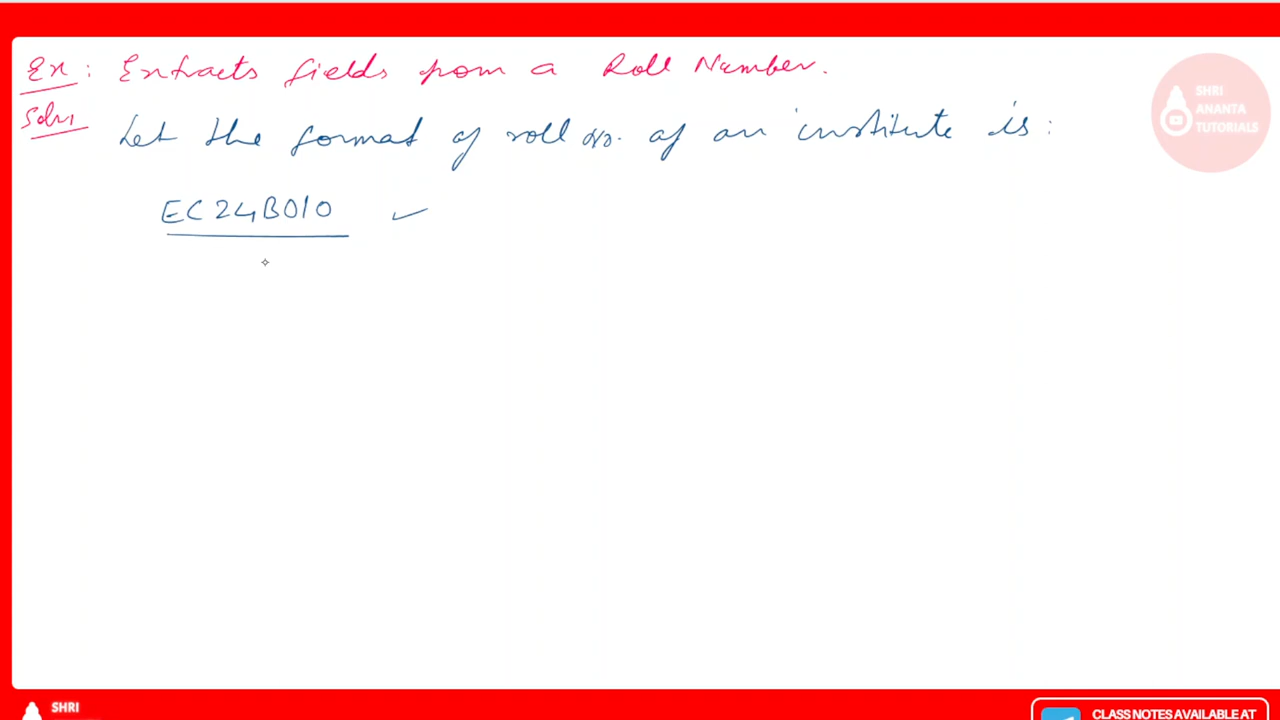 Ex: Extracts fields from a Roll Number.
Soln
Let the format of roll no. of an institute is:
EC24B010
SHRI
ANANTA
TUTORIALS
SHRI
CLASS NOTES AVAILABLE AT